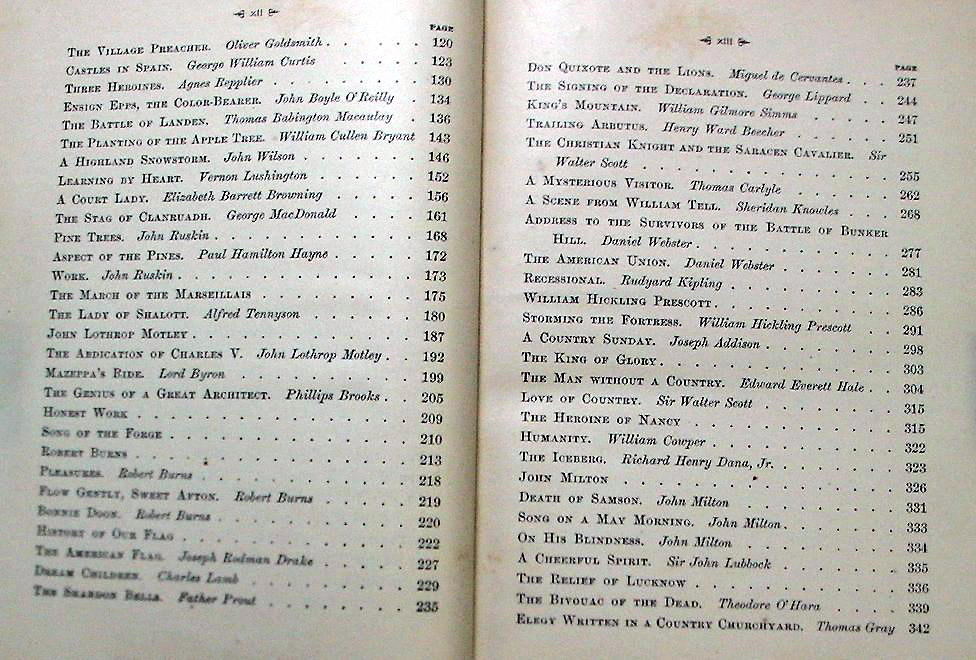 xii
PAGE
The Village Preacher. Oliver Goldsmith . . . . . . 120
Castles in Spain. George William Curtis . . . . . . 123
Three Heroines. Agnes Repplier . . . . . . 130
Ensign Epps, the Color-Bearer. John Boyle O'Reilly . 134
The Battle of Landen. Thomas Babington Macaulay . 136
The Planting of the Apple Tree. William Cullen Bryant 143
A Highland Snowstorm. John Wilson . . . . . . 146
Learning by Heart. Vernon Lushington . . . . . . 152
A Court Lady. Elizabeth Barrett Browning . . . . . 156
The Stag of Clanruadh. George MacDonald . . . . 161
Pine Trees. John Ruskin . . . . . . 168
Aspect of the Pines. Paul Hamilton Hayne . . . . . 172
Work. John Ruskin . . . . . . 173
The March of the Marseillais . . . . . . 175
The Lady of Shalott. Alfred Tennyson . . . . . . 180
John Lothrop Motley . . . . . . 187
The Abdication of Charles V. John Lothrop Motley . . 192
Mazeppa's Ride. Lord Byron . . . . . . 199
The Genius of a Great Architect. Phillips Brooks . . 205
Honest Work . . . . . . 209
Song of the Forge . . . . . . 210
Robert Burns . . . . . . 213
Pleasures. Robert Burns . . . . . . 218
Flow Gently, Sweet Afton. Robert Burns . . . . . 219
Bonnie Doon. Robert Burns . . . . . . 220
History of Our Flag . . . . . . 222
The American Flag. Joseph Rodman Drake . . . . . 227
Dream Children. Charles Lamb . . . . . . 229
The Shandon Bells. Father Prout . . . . . . 235
xiii
PAGE
Don Quixote and the Lions. Miguel de Cervantes . . . 237
The Signing of the Declaration. George Lippard . . 244
King's Mountain. William Gilmore Simms . . . . . 247
Trailing Arbutus. Henry Ward Beecher . . . . . 251
The Christian Knight and the Saracen Cavalier. Sir
Walter Scott . . . . . . 255
A Mysterious Visitor. Thomas Carlyle . . . . . . 262
A Scene from William Tell. Sheridan Knowles . . . 268
Address to the Survivors of the Battle of Bunker
Hill. Daniel Webster . . . . . . 277
The American Union. Daniel Webster . . . . . . 281
Recessional. Rudyard Kipling . . . . . . 283
William Hickling Prescott . . . . . . 286
Storming the Fortress. William Hickling Prescott . . 291
A Country Sunday. Joseph Addison . . . . . . 298
The King of Glory . . . . . . 303
The Man without a Country. Edward Everett Hale . . 304
Love of Country. Sir Walter Scott . . . . . . 315
The Heroine of Nancy . . . . . . 315
Humanity. William Cowper . . . . . . 322
The Iceberg. Richard Henry Dana, Jr. . . . . . . 323
John Milton . . . . . . 326
Death of Samson. John Milton . . . . . . 331
Song on a May Morning. John Milton . . . . . . 333
On His Blindness. John Milton . . . . . . 334
A Cheerful Spirit. Sir John Lubbock . . . . . . 335
The Relief of Lucknow . . . . . . 336
The Bivouac of the Dead. Theodore O'Hara . . . . 339
Elegy Written in a Country Churchyard. Thomas Gray 342